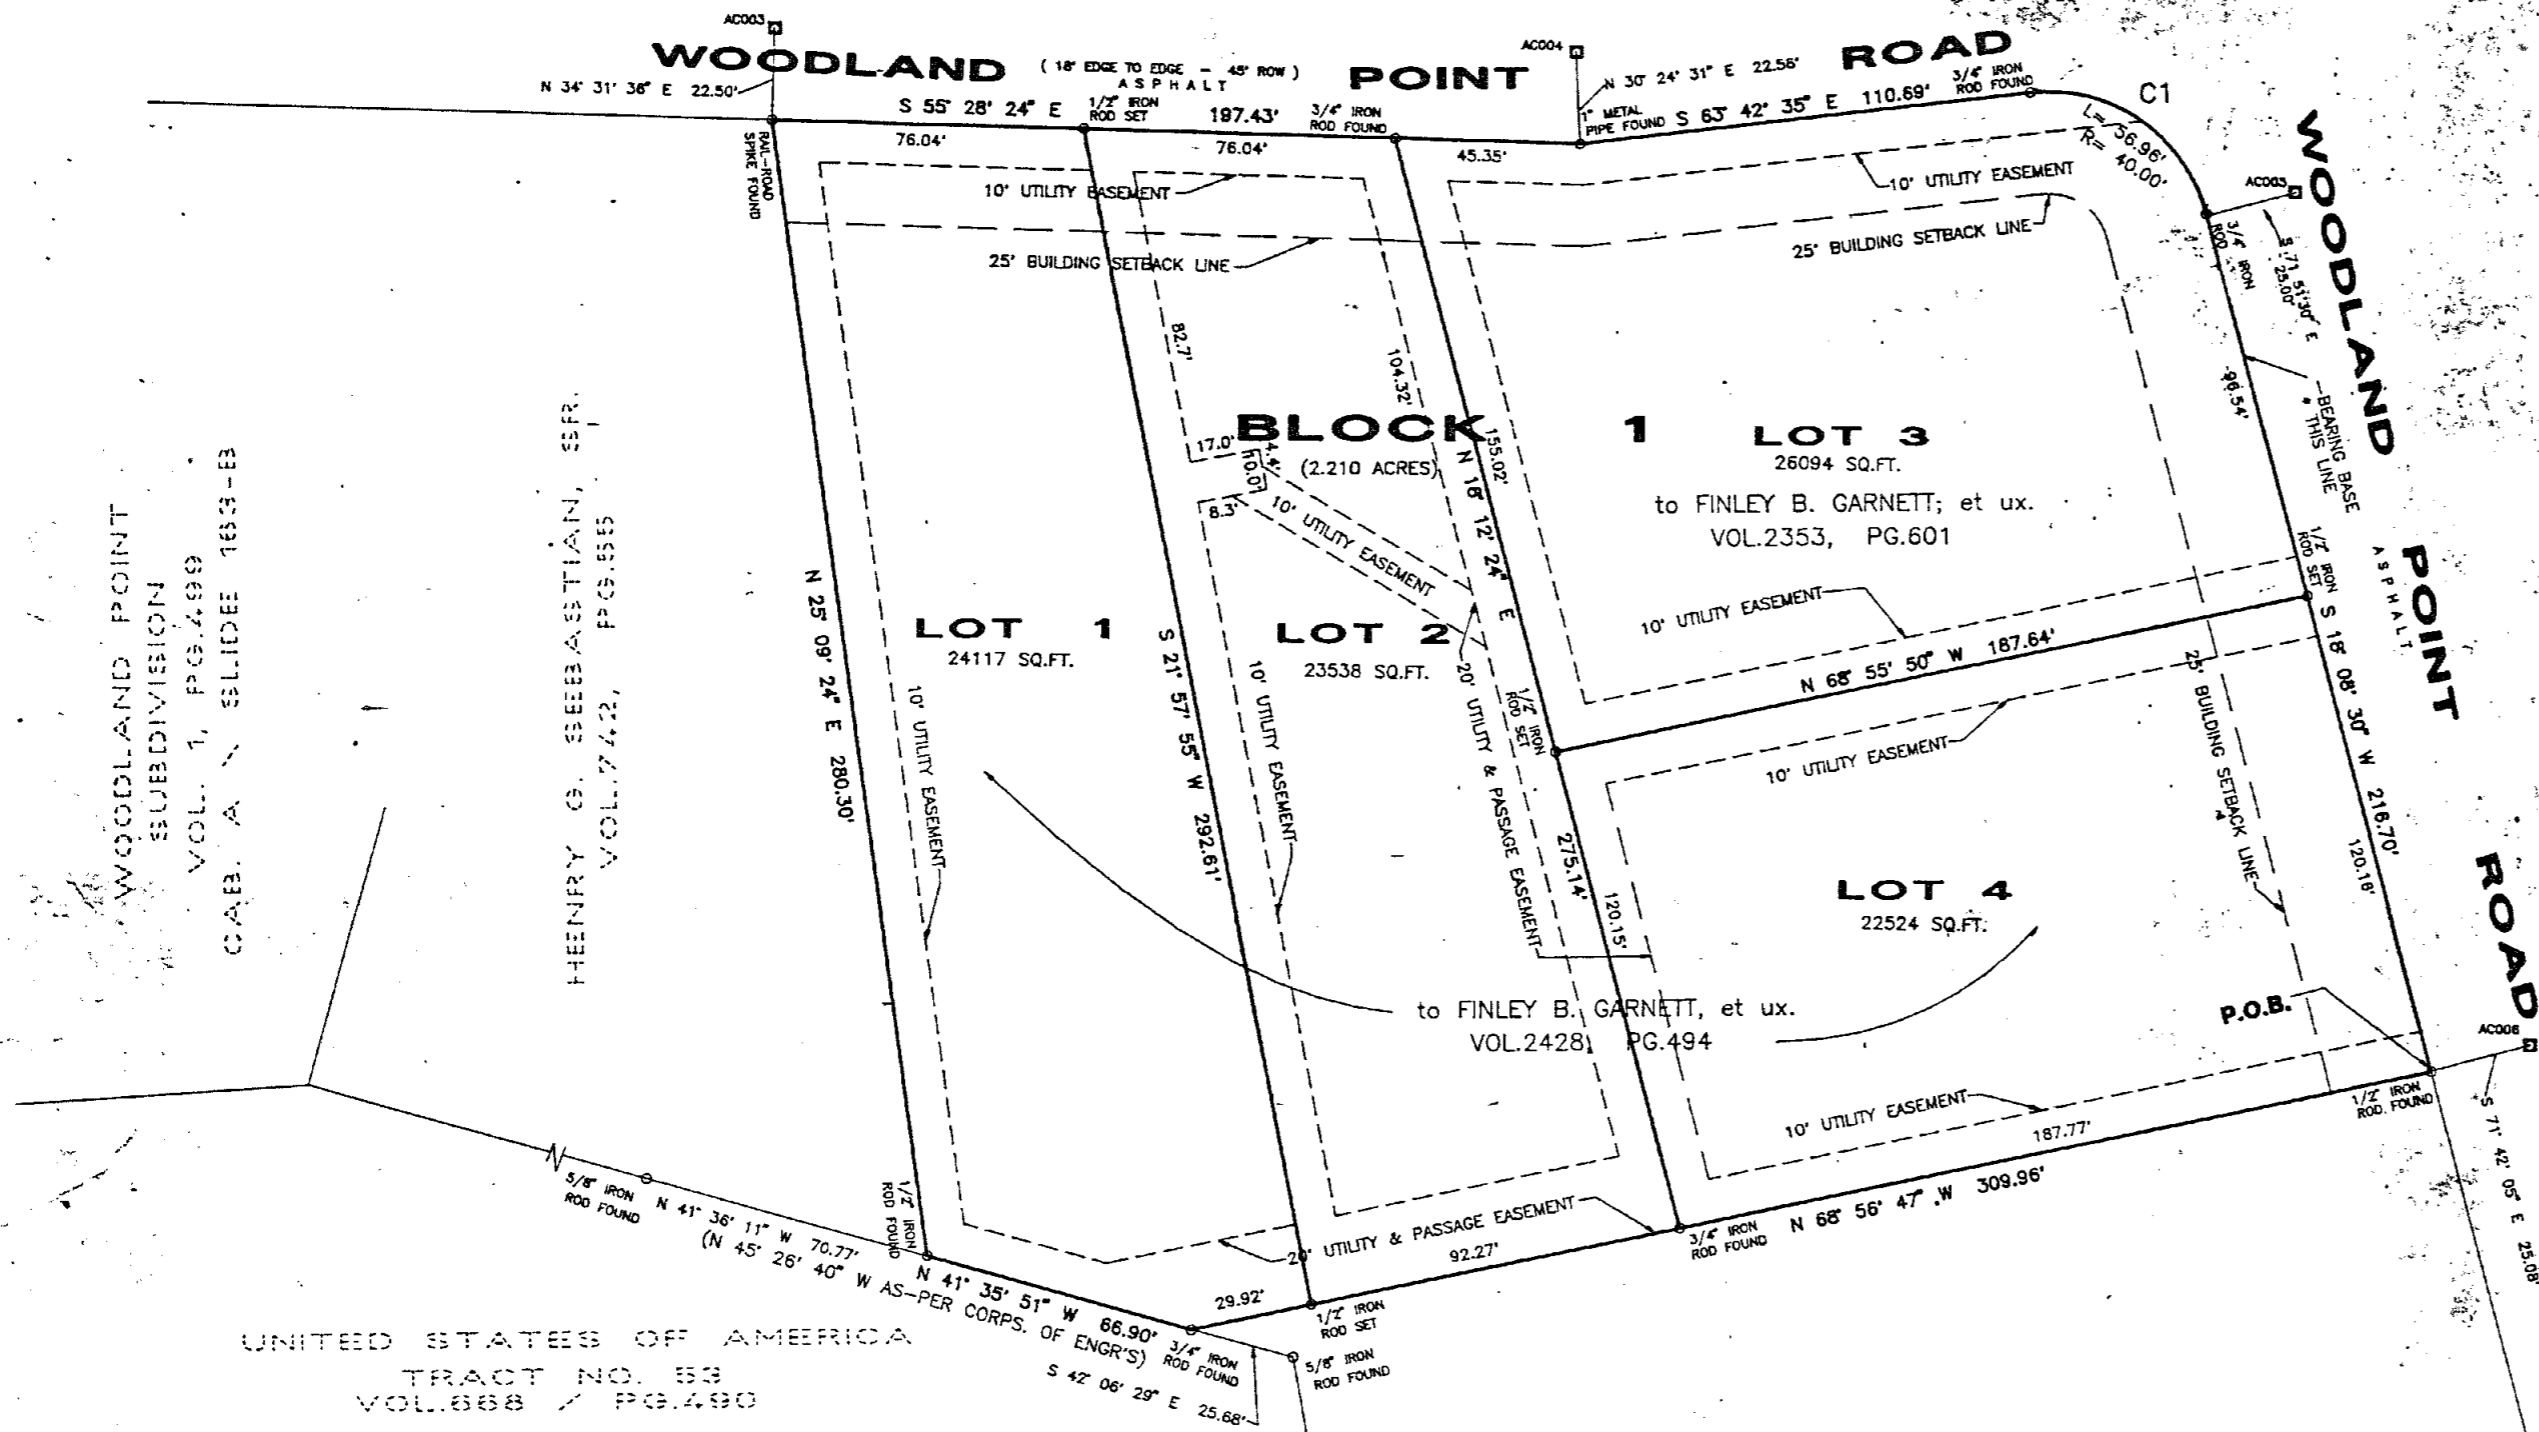 AC003
WOODLAND POINT ROAD
( 18' EDGE TO EDGE - 45' ROW )
ASPHALT
AC004
N 34' 31' 36" E 22.50'
N 30' 24' 31" E 22.56'
S 55' 28' 24" E
197.43'
1/2" IRON
ROD SET
3/4" IRON
ROD FOUND
1" METAL
PIPE FOUND
S 63' 42' 35" E 110.69'
3/4" IRON
ROD FOUND
C1
L= 56.96'
R= 40.00'
76.04'
76.04'
45.35'
RAIL-ROAD
SPIKE FOUND
10' UTILITY EASEMENT
10' UTILITY EASEMENT
25' BUILDING SETBACK LINE
25' BUILDING SETBACK LINE
3/4" IRON
ROD
S 71' 51'30" E
25.00'
WOODLAND POINT ROAD
ASPHALT
96.54'
BEARING BASE
THIS LINE
82.7'
104.32'
155.02'
17.0'
10.0'
8.3'
10' UTILITY EASEMENT
BLOCK 1
(2.210 ACRES)
LOT 3
26094 SQ.FT.
to FINLEY B. GARNETT; et ux.
VOL.2353, PG.601
10' UTILITY EASEMENT
1/2" IRON
ROD SET
WOODLAND POINT
SUBDIVISION
VOL. 1, PG.499
CAB. A \ SLIDE 163-B
HENRY G. SEBASTIAN, SR.
N 25' 09' 24" E 280.30'
LOT 1
24117 SQ.FT.
10' UTILITY EASEMENT
S 21' 57' 55" W 292.61'
LOT 2
23538 SQ.FT.
10' UTILITY EASEMENT
20' UTILITY & PASSAGE EASEMENT
1/2" IRON
ROD SET
275.14'
120.15'
N 68' 55' 50" W 187.64'
10' UTILITY EASEMENT
25' BUILDING SETBACK LINE
S 18' 08' 30" W 216.70'
120.16'
LOT 4
22524 SQ.FT.
to FINLEY B. GARNETT, et ux.
VOL.2428, PG.494
P.O.B.
AC006
1/2" IRON
ROD FOUND
S 71' 42' 05" E 25.08'
10' UTILITY EASEMENT
187.77'
N 68' 56' 47" W 309.96'
3/4" IRON
ROD FOUND
20' UTILITY & PASSAGE EASEMENT
92.27'
29.92'
1/2" IRON
ROD SET
5/8" IRON
ROD FOUND
N 41' 36' 11" W 70.77'
(N 45' 26' 40" W AS-PER CORPS. OF ENGR'S)
1/2" IRON
ROD FOUND
N 41' 35' 51" W 66.90'
3/4" IRON
ROD FOUND
S 42' 06' 29" E 25.68'
5/8" IRON
ROD FOUND
UNITED STATES OF AMERICA
TRACT NO. 53
VOL.668 / PG.490